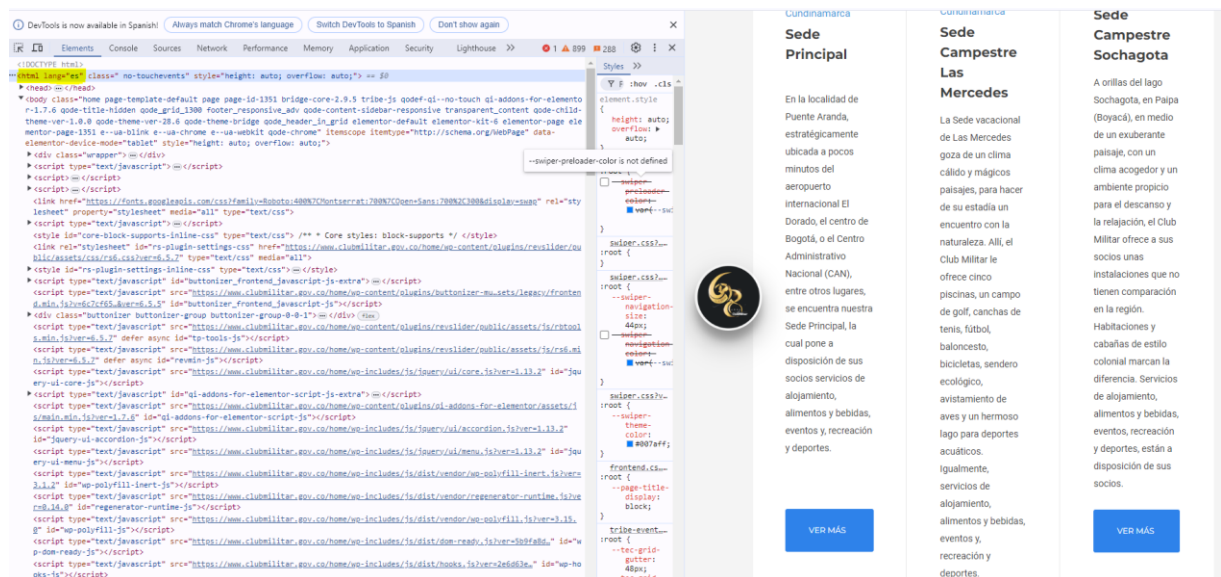 DevTools is now available in Spanish! Always match Chrome's language Switch DevTools to Spanish Don't show again
Elements Console Sources Network Performance Memory Application Security Lighthouse 1 899 288
<!DOCTYPE html>
<html lang="es" class=" no-touchevents" style="height: auto; overflow: auto;"> == $0
<head> </head>
<body class="home page-template-default page page-id-1351 bridge-core-2.9.5 tribe-js qodef-qi--no-touch qi-addons-for-elemento
r-1.7.6 qode-title-hidden qode_grid_1300 footer_responsive_adv qode-content-sidebar-responsive transparent_content qode-child-
theme-ver-1.0.0 qode-theme-ver-28.6 qode-theme-bridge qode_header_in_grid elementor-default elementor-kit-6 elementor-page ele
mentor-page-1351 e--ua-blink e--ua-chrome e--ua-webkit qode-chrome" itemscope itemtype="http://schema.org/WebPage" data-
elementor-device-mode="tablet" style="height: auto; overflow: auto;">
<div class="wrapper"> </div>
<script type="text/javascript"> </script>
<script> </script>
<script> </script>
<link href="https://fonts.googleapis.com/css?family=Roboto:400%7CMontserrat:700%7COpen+Sans:700%2C300&display=swap" rel="sty
lesheet" property="stylesheet" media="all" type="text/css">
<script type="text/javascript"> </script>
<style id="core-block-supports-inline-css" type="text/css"> /** * Core styles: block-supports */ </style>
<link rel="stylesheet" id="rs-plugin-settings-css" href="https://www.clubmilitar.gov.co/home/wp-content/plugins/revslider/pu
blic/assets/css/rs6.css?ver=6.5.7" type="text/css" media="all">
<style id="rs-plugin-settings-inline-css" type="text/css"> </style>
<script type="text/javascript" id="buttonizer_frontend_javascript-js-extra"> </script>
<script type="text/javascript" src="https://www.clubmilitar.gov.co/home/wp-content/plugins/buttonizer-mu…sets/legacy/fronten
d.min.js?v=6c7cf65…&ver=6.5.5" id="buttonizer_frontend_javascript-js"></script>
<div class="buttonizer buttonizer-group buttonizer-group-0-0-1"> </div> flex
<script type="text/javascript" src="https://www.clubmilitar.gov.co/home/wp-content/plugins/revslider/public/assets/js/rbtool
s.min.js?ver=6.5.7" defer async id="tp-tools-js"></script>
<script type="text/javascript" src="https://www.clubmilitar.gov.co/home/wp-content/plugins/revslider/public/assets/js/rs6.mi
n.js?ver=6.5.7" defer async id="revmin-js"></script>
<script type="text/javascript" src="https://www.clubmilitar.gov.co/home/wp-includes/js/jquery/ui/core.js?ver=1.13.2" id="jqu
ery-ui-core-js"></script>
<script type="text/javascript" id="qi-addons-for-elementor-script-js-extra"> </script>
<script type="text/javascript" src="https://www.clubmilitar.gov.co/home/wp-content/plugins/qi-addons-for-elementor/assets/j
s/main.min.js?ver=1.7.6" id="qi-addons-for-elementor-script-js"></script>
<script type="text/javascript" src="https://www.clubmilitar.gov.co/home/wp-includes/js/jquery/ui/accordion.js?ver=1.13.2"
id="jquery-ui-accordion-js"></script>
<script type="text/javascript" src="https://www.clubmilitar.gov.co/home/wp-includes/js/jquery/ui/menu.js?ver=1.13.2" id="jqu
ery-ui-menu-js"></script>
<script type="text/javascript" src="https://www.clubmilitar.gov.co/home/wp-includes/js/dist/vendor/wp-polyfill-inert.js?ver=
3.1.2" id="wp-polyfill-inert-js"></script>
<script type="text/javascript" src="https://www.clubmilitar.gov.co/home/wp-includes/js/dist/vendor/regenerator-runtime.js?ve
r=0.14.0" id="regenerator-runtime-js"></script>
<script type="text/javascript" src="https://www.clubmilitar.gov.co/home/wp-includes/js/dist/vendor/wp-polyfill.js?ver=3.15.
0" id="wp-polyfill-js"></script>
<script type="text/javascript" src="https://www.clubmilitar.gov.co/home/wp-includes/js/dist/dom-ready.js?ver=5b9fa8d…" id="w
p-dom-ready-js"></script>
<script type="text/javascript" src="https://www.clubmilitar.gov.co/home/wp-includes/js/dist/hooks.js?ver=2e6d63e…" id="wp-ho
oks-js"></script>
Styles
F :hov .cls
element.style
{
height: auto;
overflow:
auto;
}
--swiper-preloader-color is not defined
:root {
--swiper-
preloader-
color:
var(--sw
}
swiper.css?…
:root {
}
swiper.css?…
:root {
--swiper-
navigation-
size:
44px;
--swiper-
navigation-
color:
var(--sw
}
swiper.css?v…
:root {
--swiper-
theme-
color:
#007aff;
}
frontend.cs…
:root {
--page-title-
display:
block;
}
tribe-event…
:root {
--tec-grid-
gutter:
48px;
Cundinamarca
Sede
Principal
En la localidad de
Puente Aranda,
estratégicamente
ubicada a pocos
minutos del
aeropuerto
internacional El
Dorado, el centro de
Bogotá, o el Centro
Administrativo
Nacional (CAN),
entre otros lugares,
se encuentra nuestra
Sede Principal, la
cual pone a
disposición de sus
socios servicios de
alojamiento,
alimentos y bebidas,
eventos y, recreación
y deportes.
VER MÁS
Cundinamarca
Sede
Campestre
Las
Mercedes
La Sede vacacional
de Las Mercedes
goza de un clima
cálido y mágicos
paisajes, para hacer
de su estadía un
encuentro con la
naturaleza. Allí, el
Club Militar le
ofrece cinco
piscinas, un campo
de golf, canchas de
tenis, fútbol,
baloncesto,
bicicletas, sendero
ecológico,
avistamiento de
aves y un hermoso
lago para deportes
acuáticos.
Igualmente,
servicios de
alojamiento,
alimentos y bebidas,
eventos y,
recreación y
deportes.
Sede
Campestre
Sochagota
A orillas del lago
Sochagota, en Paipa
(Boyacá), en medio
de un exuberante
paisaje, con un
clima acogedor y un
ambiente propicio
para el descanso y
la relajación, el Club
Militar ofrece a sus
socios unas
instalaciones que no
tienen comparación
en la región.
Habitaciones y
cabañas de estilo
colonial marcan la
diferencia. Servicios
de alojamiento,
alimentos y bebidas,
eventos, recreación
y deportes, están a
disposición de sus
socios.
VER MÁS